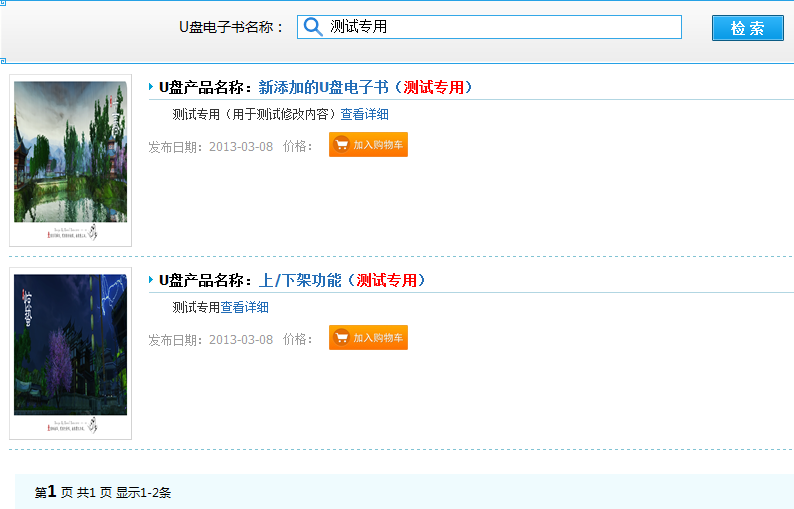 U盘电子书名称： 测试专用 检 索
U盘产品名称：新添加的U盘电子书（测试专用）
测试专用（用于测试修改内容）查看详细
发布日期：2013-03-08 价格： 加入购物车
U盘产品名称：上/下架功能（测试专用）
测试专用查看详细
发布日期：2013-03-08 价格： 加入购物车
第1 页 共1 页 显示1-2条